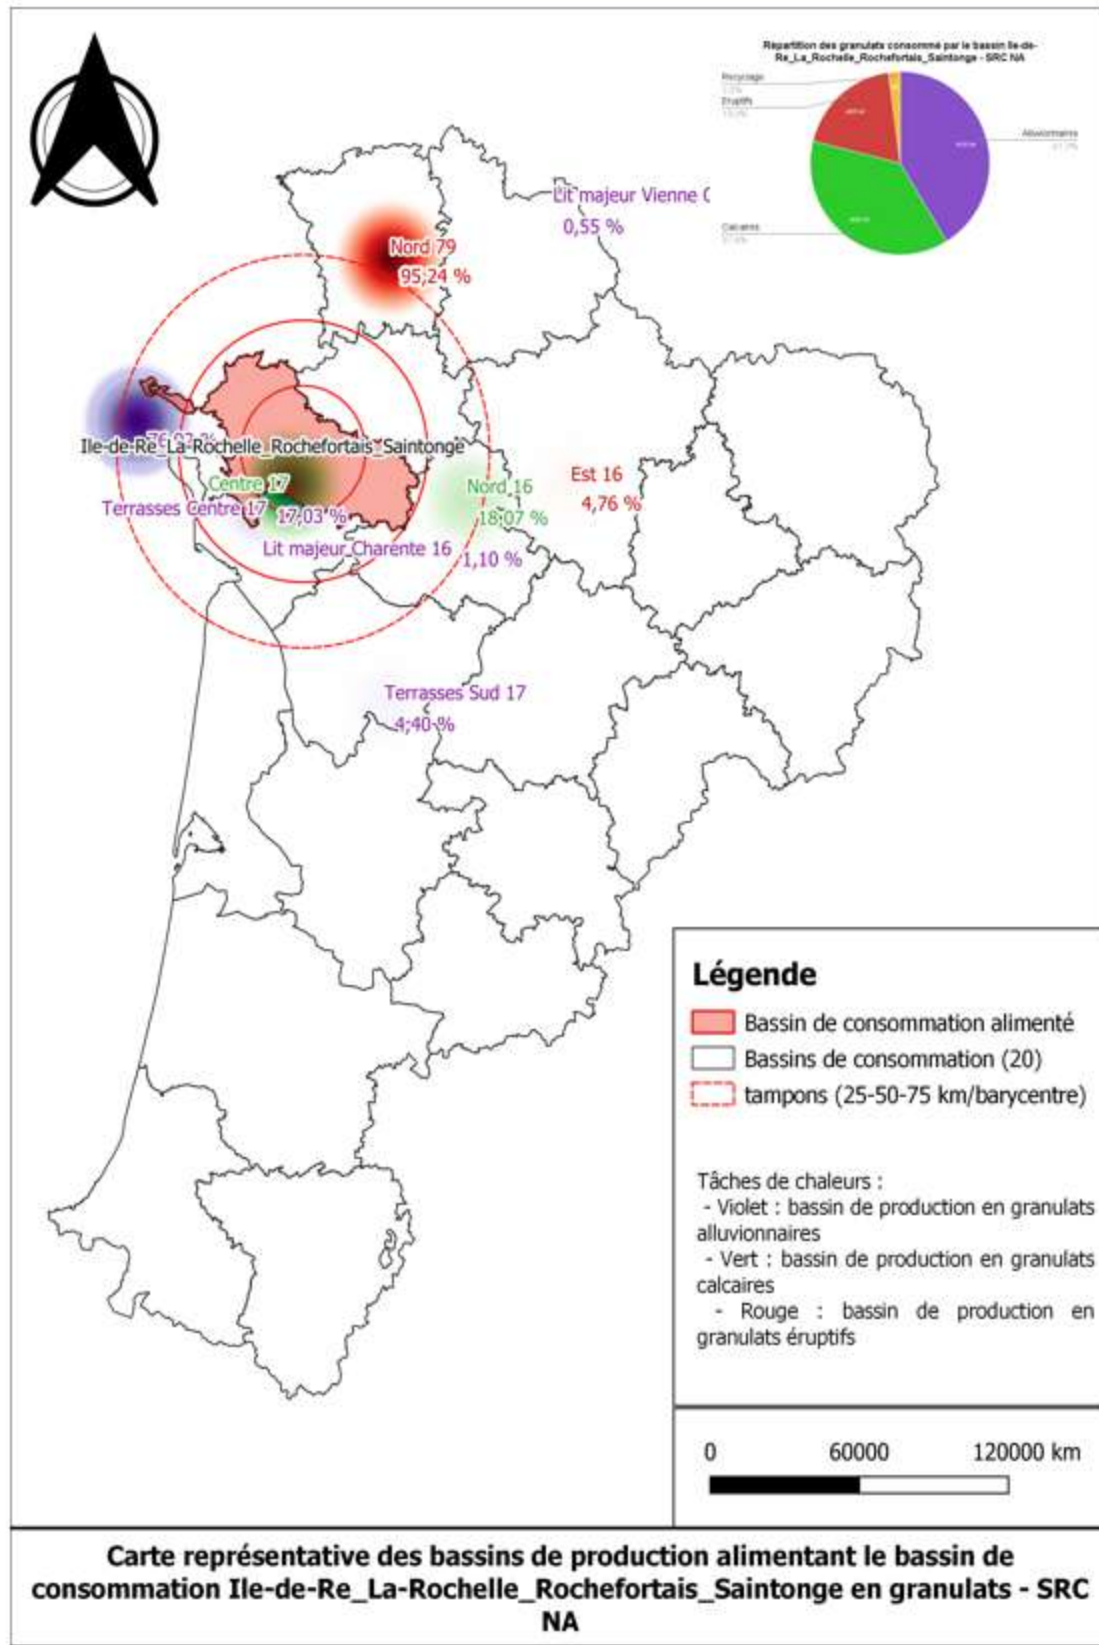 Répartition des granulats consommé par le bassin Ile-de-
Re_La_Rochelle_Rochefortais_Saintonge - SRC NA
Recyclage
Eruptifs
Alluvionnaires
Calcaires
Lit majeur Vienne
0,55 %
Nord 79
95,24 %
Ile-de-Re_La-Rochelle_Rochefortais_Saintonge
Centre 17
Terrasses Centre 17
17,03 %
Lit majeur Charente 16
1,10 %
Nord 16
18,07 %
Est 16
4,76 %
Terrasses Sud 17
4,40 %
Légende
Bassin de consommation alimenté
Bassins de consommation (20)
tampons (25-50-75 km/barycentre)
Tâches de chaleurs :
- Violet : bassin de production en granulats
alluvionnaires
- Vert : bassin de production en granulats
calcaires
- Rouge : bassin de production en
granulats éruptifs
0 60000 120000 km
Carte représentative des bassins de production alimentant le bassin de
consommation Ile-de-Re_La-Rochelle_Rochefortais_Saintonge en granulats - SRC
NA